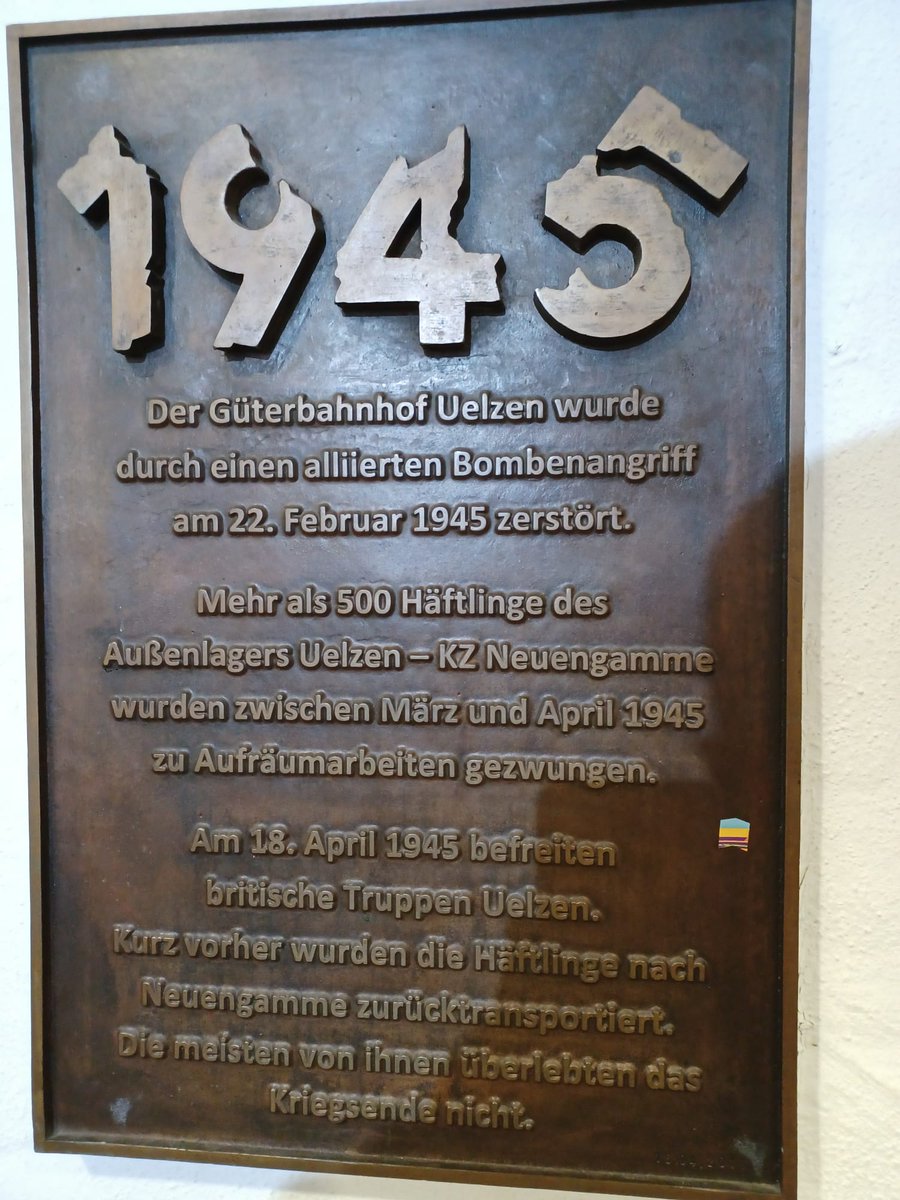 1945
Der Güterbahnhof Uelzen wurde
durch einen alliierten Bombenangriff
am 22. Februar 1945 zerstört.
Mehr als 500 Häftlinge des
Außenlagers Uelzen – KZ Neuengamme
wurden zwischen März und April 1945
zu Aufräumarbeiten gezwungen.
Am 18. April 1945 befreiten
britische Truppen Uelzen.
Kurz vorher wurden die Häftlinge nach
Neuengamme zurücktransportiert.
Die meisten von ihnen überlebten das
Kriegsende nicht.